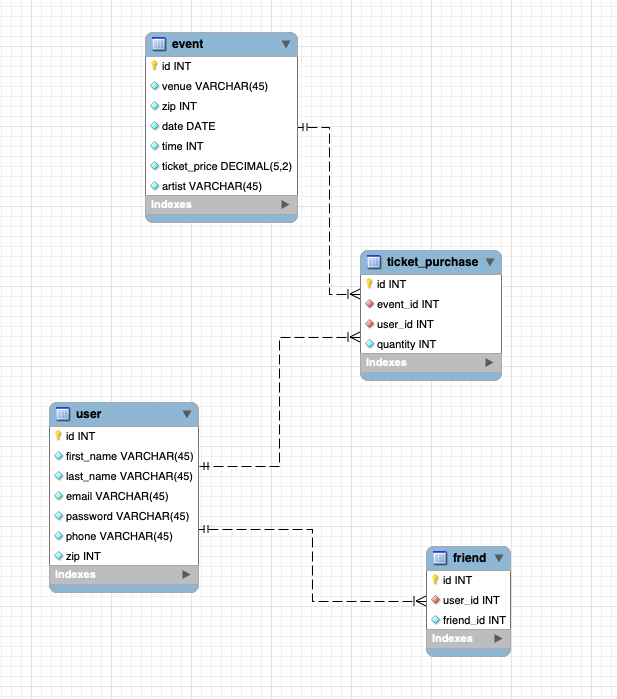 event
id INT
venue VARCHAR(45)
zip INT
date DATE
time INT
ticket_price DECIMAL(5,2)
artist VARCHAR(45)
Indexes
ticket_purchase
id INT
event_id INT
user_id INT
quantity INT
Indexes
user
id INT
first_name VARCHAR(45)
last_name VARCHAR(45)
email VARCHAR(45)
password VARCHAR(45)
phone VARCHAR(45)
zip INT
Indexes
friend
id INT
user_id INT
friend_id INT
Indexes